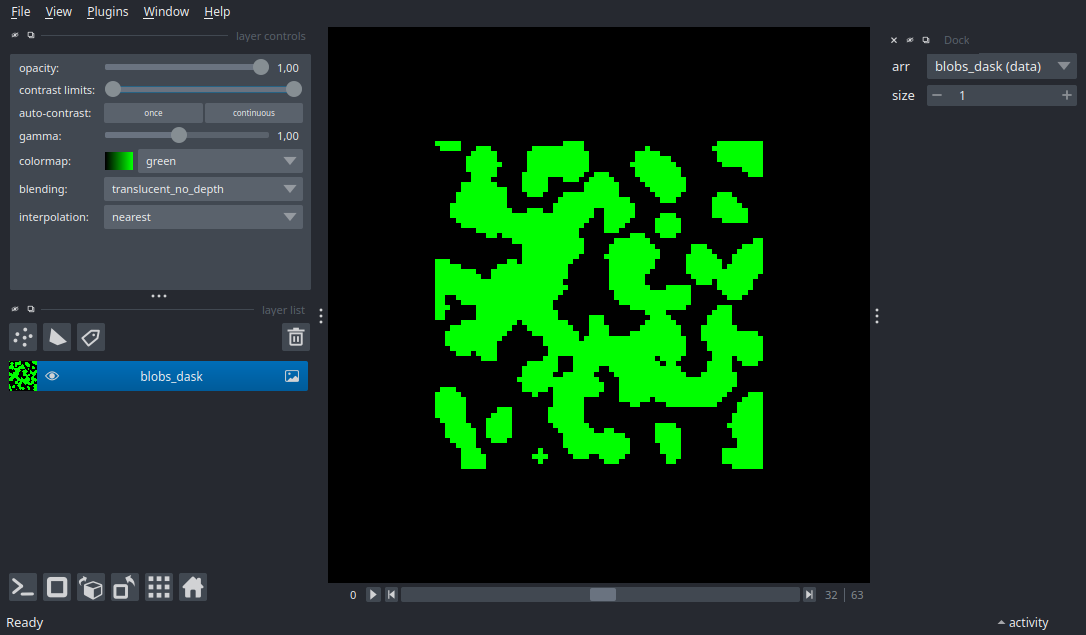 File View Plugins Window Help
layer controls
Dock
opacity: 1,00
arr blobs_dask (data)
contrast limits:
size 1
auto-contrast: once continuous
gamma: 1,00
colormap: green
blending: translucent_no_depth
interpolation: nearest
layer list
blobs_dask
0 32 63
Ready
activity